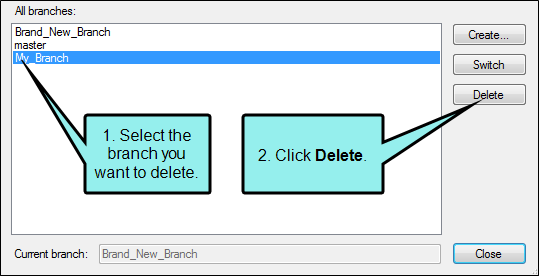 All branches:
Brand_New_Branch
master
My_Branch
Create...
Switch
Delete
1. Select the
branch you
want to delete.
2. Click Delete.
Current branch: Brand_New_Branch
Close